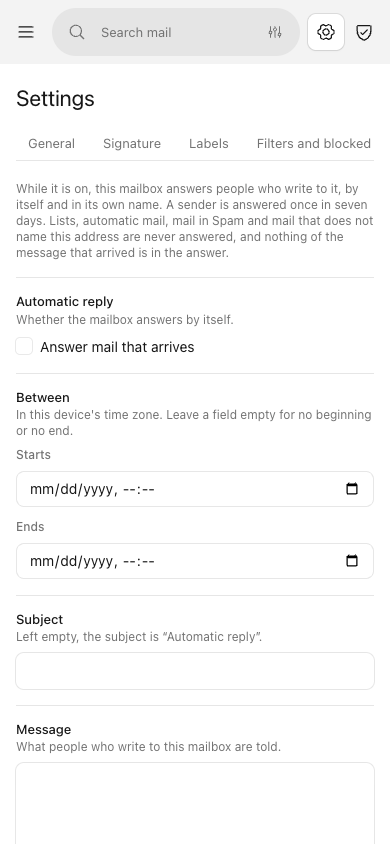 Search mail
Settings
General Signature Labels Filters and blocked
While it is on, this mailbox answers people who write to it, by
itself and in its own name. A sender is answered once in seven
days. Lists, automatic mail, mail in Spam and mail that does not
name this address are never answered, and nothing of the
message that arrived is in the answer.
Automatic reply
Whether the mailbox answers by itself.
Answer mail that arrives
Between
In this device's time zone. Leave a field empty for no beginning
or no end.
Starts
mm/dd/yyyy, --:--
Ends
mm/dd/yyyy, --:--
Subject
Left empty, the subject is “Automatic reply”.
Message
What people who write to this mailbox are told.